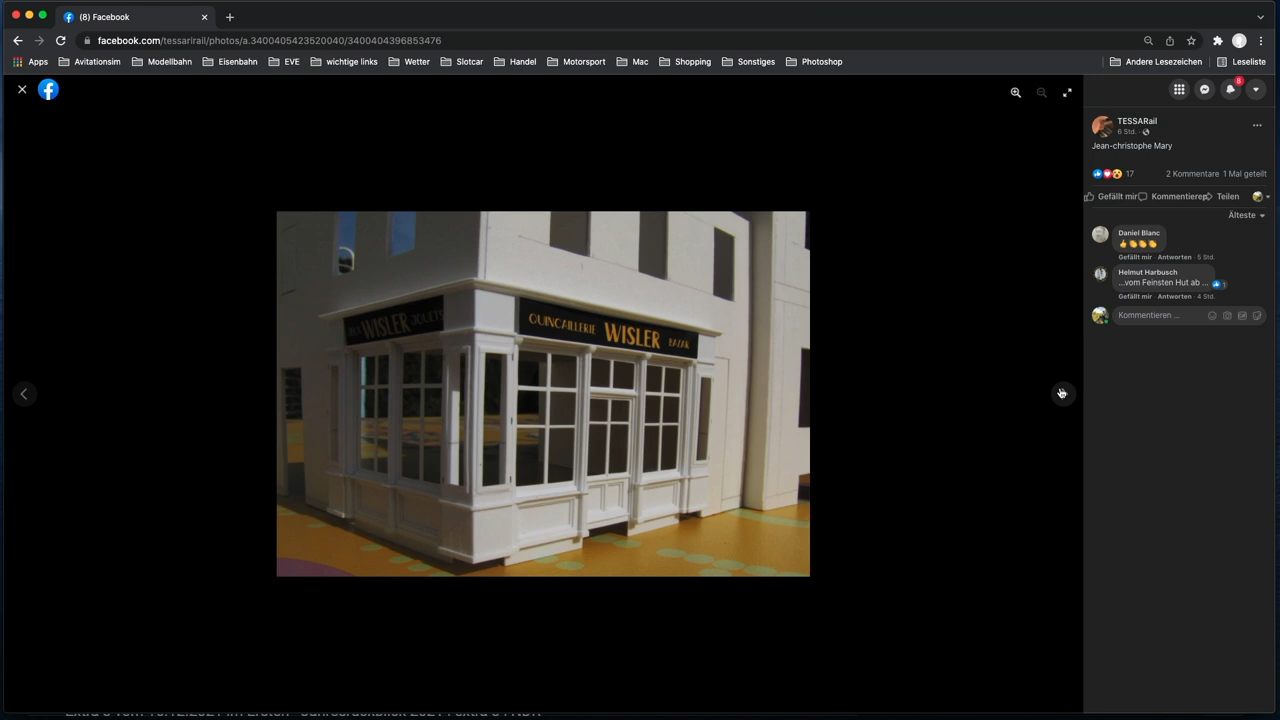 (8) Facebook
facebook.com/tessarirail/photos/a.3400405423520040/3400404396853476
Apps Avitationsim Modellbahn Eisenbahn EVE wichtige links Wetter Slotcar Handel Motorsport Mac Shopping Sonstiges Photoshop Andere Lesezeichen Leseliste
8
TESSARail
6 Std. ·
Jean-christophe Mary
17 2 Kommentare 1 Mal geteilt
Gefällt mir Kommentieren Teilen
Älteste
Daniel Blanc
Gefällt mir · Antworten · 5 Std.
Helmut Harbusch
...vom Feinsten Hut ab ... 1
Gefällt mir · Antworten · 4 Std.
Kommentieren ...
WISLER JOUETS
QUINCAILLERIE WISLER BAZAR